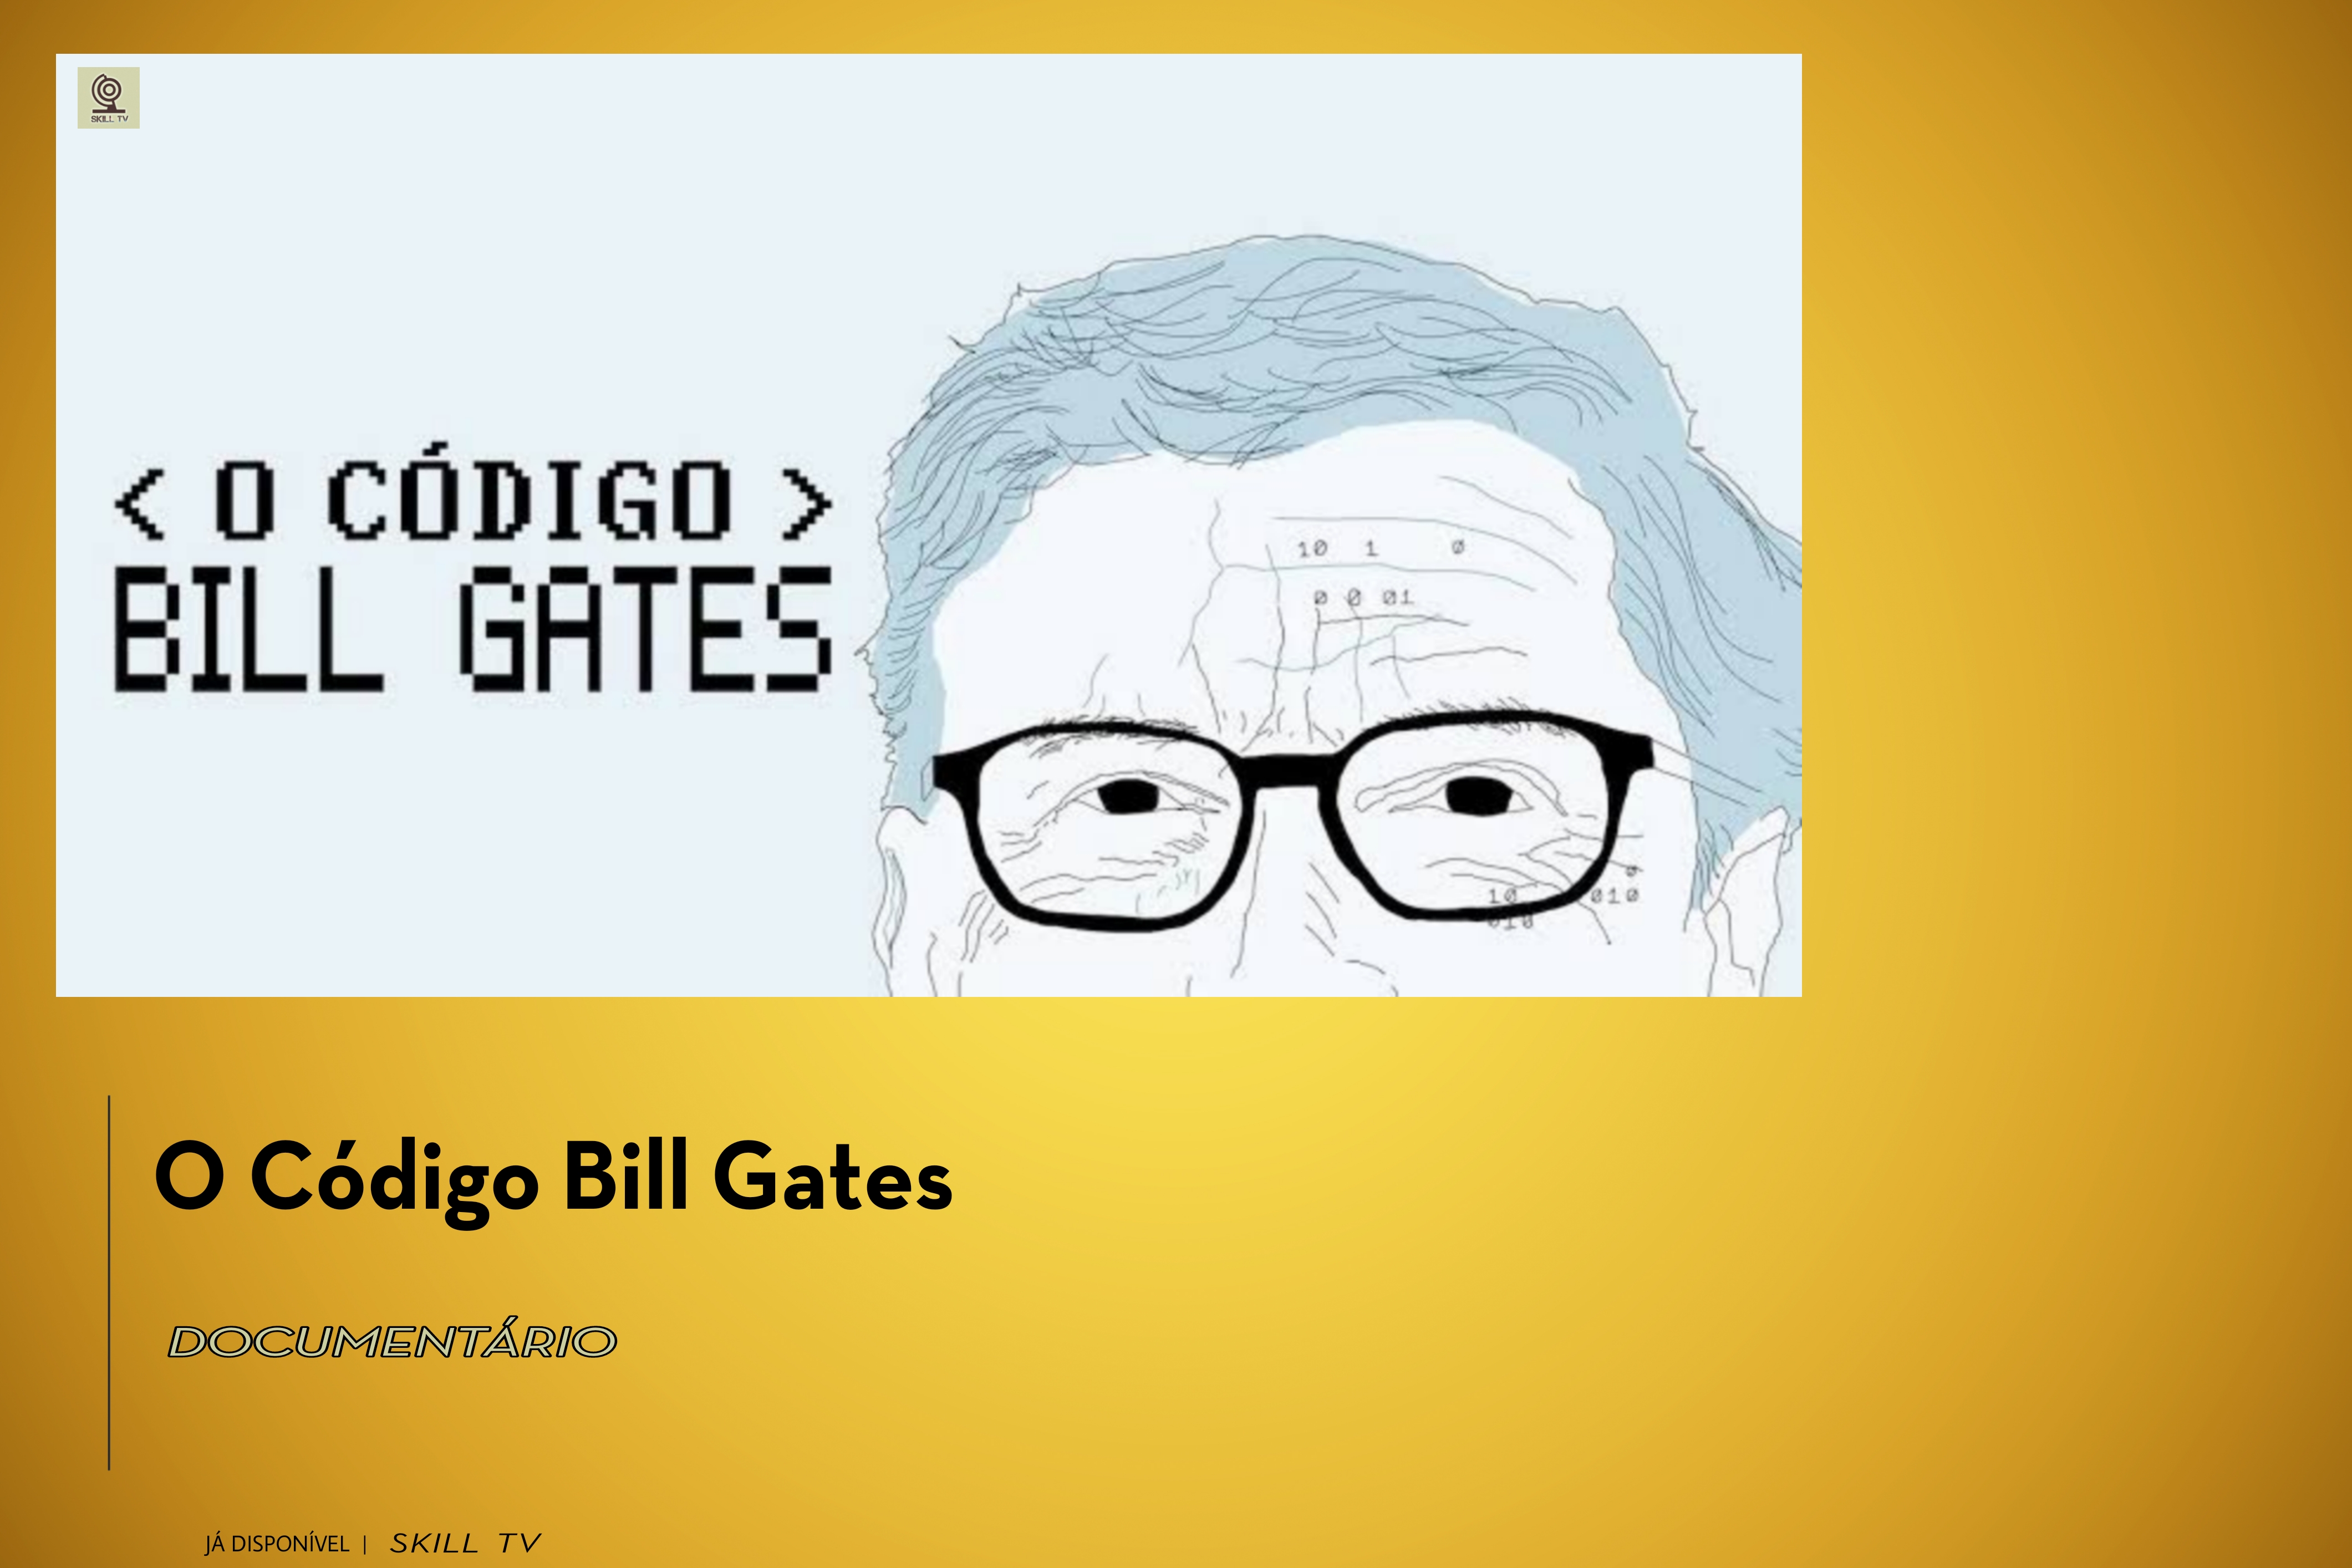 SKILL TV
< O CÓDIGO >
BILL GATES
10 1 0
0 0 01
0
10 010
010
O Código Bill Gates
DOCUMENTÁRIO
JÁ DISPONÍVEL | SKILL TV